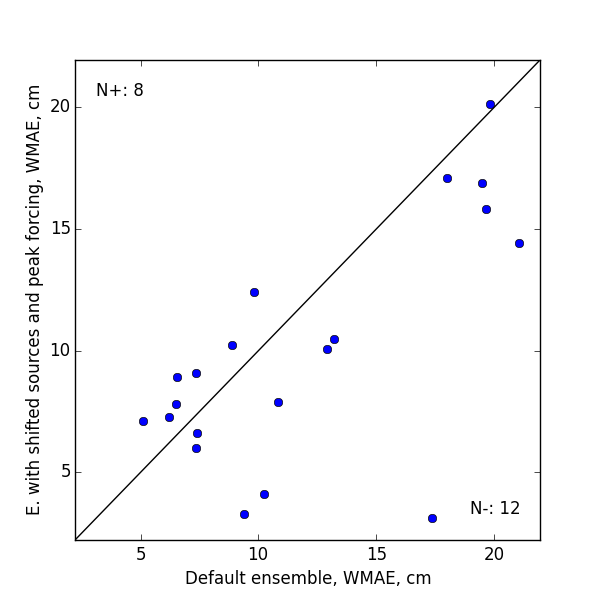 N+: 8
20
15
10
5
E. with shifted sources and peak forcing, WMAE, cm
N-: 12
5
10
15
20
Default ensemble, WMAE, cm